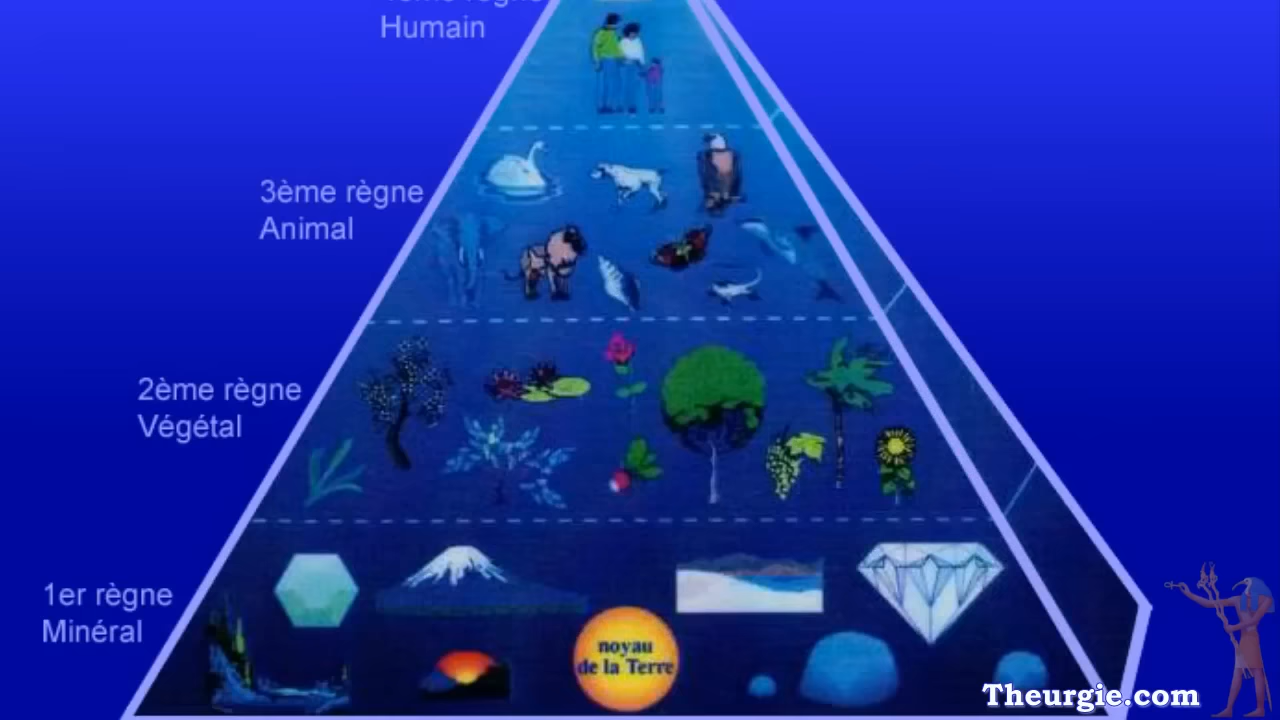 Humain
3ème règne
Animal
2ème règne
Végétal
1er règne
Minéral
noyau
de la Terre
Theurgie.com